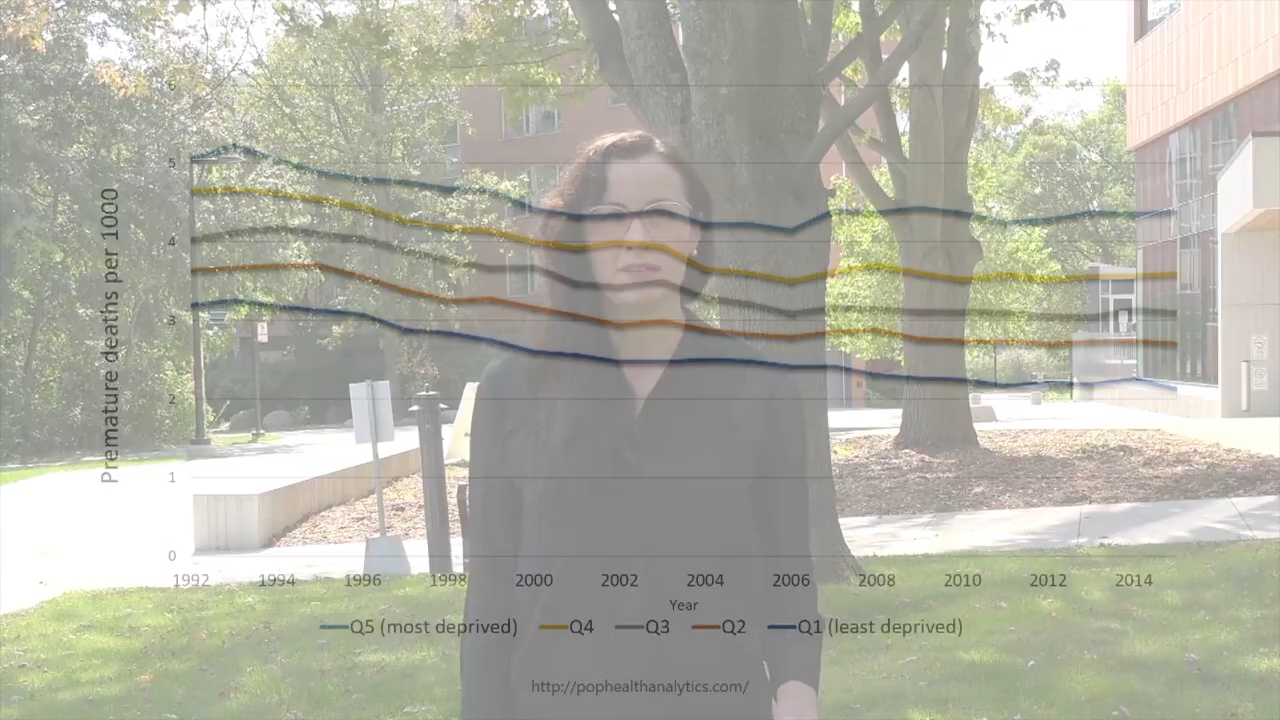 Premature deaths per 1000
6
5
4
3
2
1
0
1992 1994 1996 1998 2000 2002 2004 2006 2008 2010 2012 2014
Year
Q5 (most deprived) Q4 Q3 Q2 Q1 (least deprived)
http://pophealthanalytics.com/